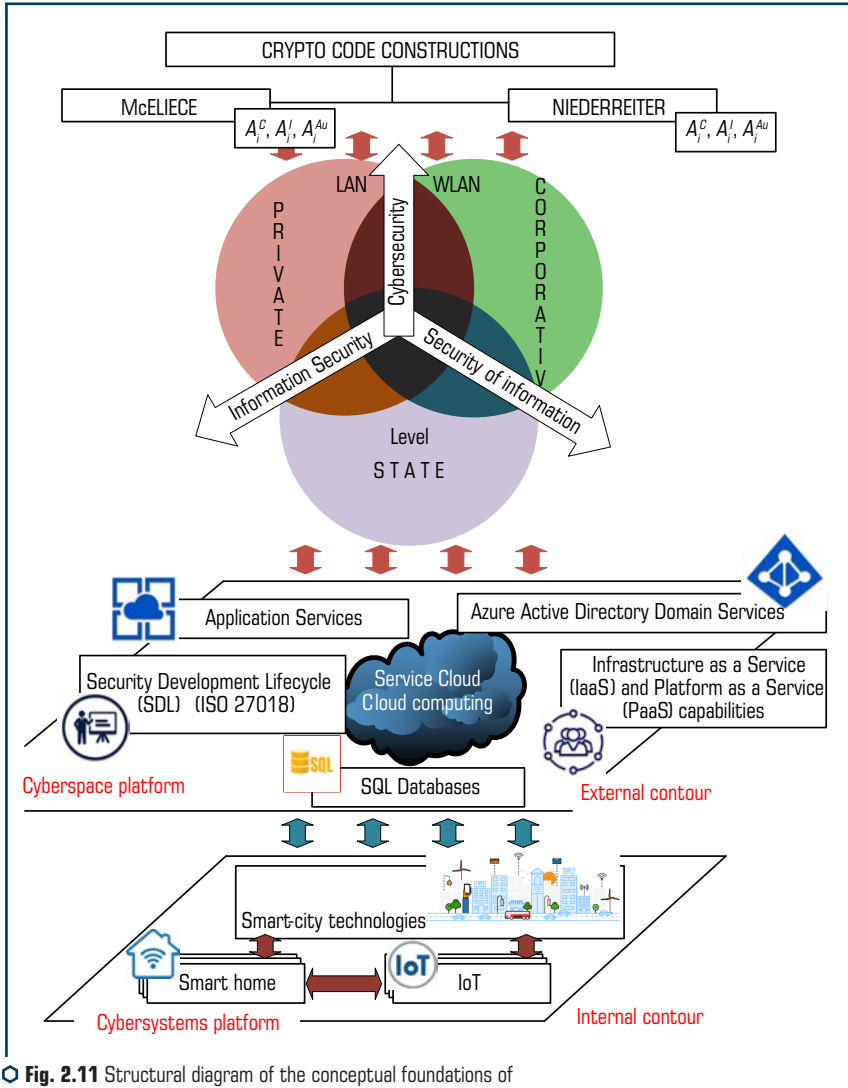 CRYPTO CODE CONSTRUCTIONS
McELIECE
NIEDERREITER
A_i^C, A_i^I, A_i^Au
A_i^C, A_i^I, A_i^Au
LAN
WLAN
PRIVATE
CORPORATIV
Cybersecurity
Information Security
Security of information
Level
STATE
Application Services
Azure Active Directory Domain Services
Security Development Lifecycle
(SDL) (ISO 27018)
Service Cloud
Cloud computing
Infrastructure as a Service
(IaaS) and Platform as a Service
(PaaS) capabilities
SQL
SQL Databases
Cyberspace platform
External contour
Smart-city technologies
Smart home
IoT
IoT
Cybersystems platform
Internal contour
Fig. 2.11 Structural diagram of the conceptual foundations of